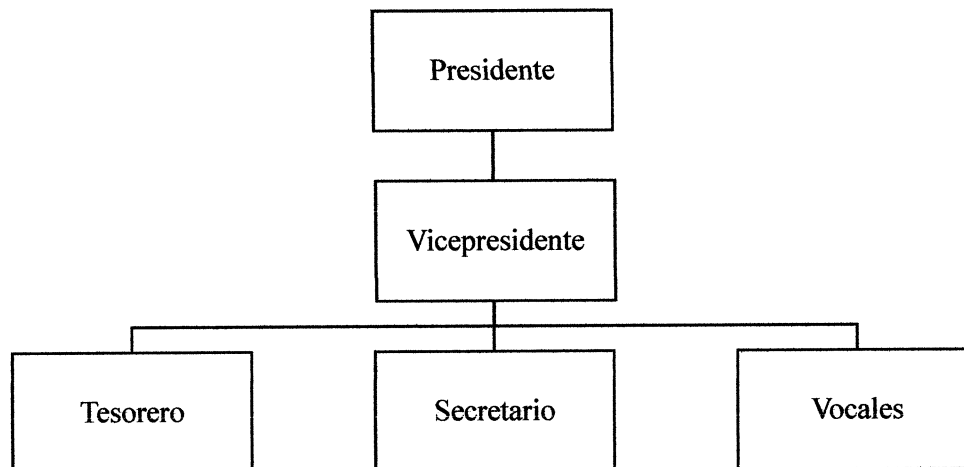 Presidente
Vicepresidente
Tesorero
Secretario
Vocales